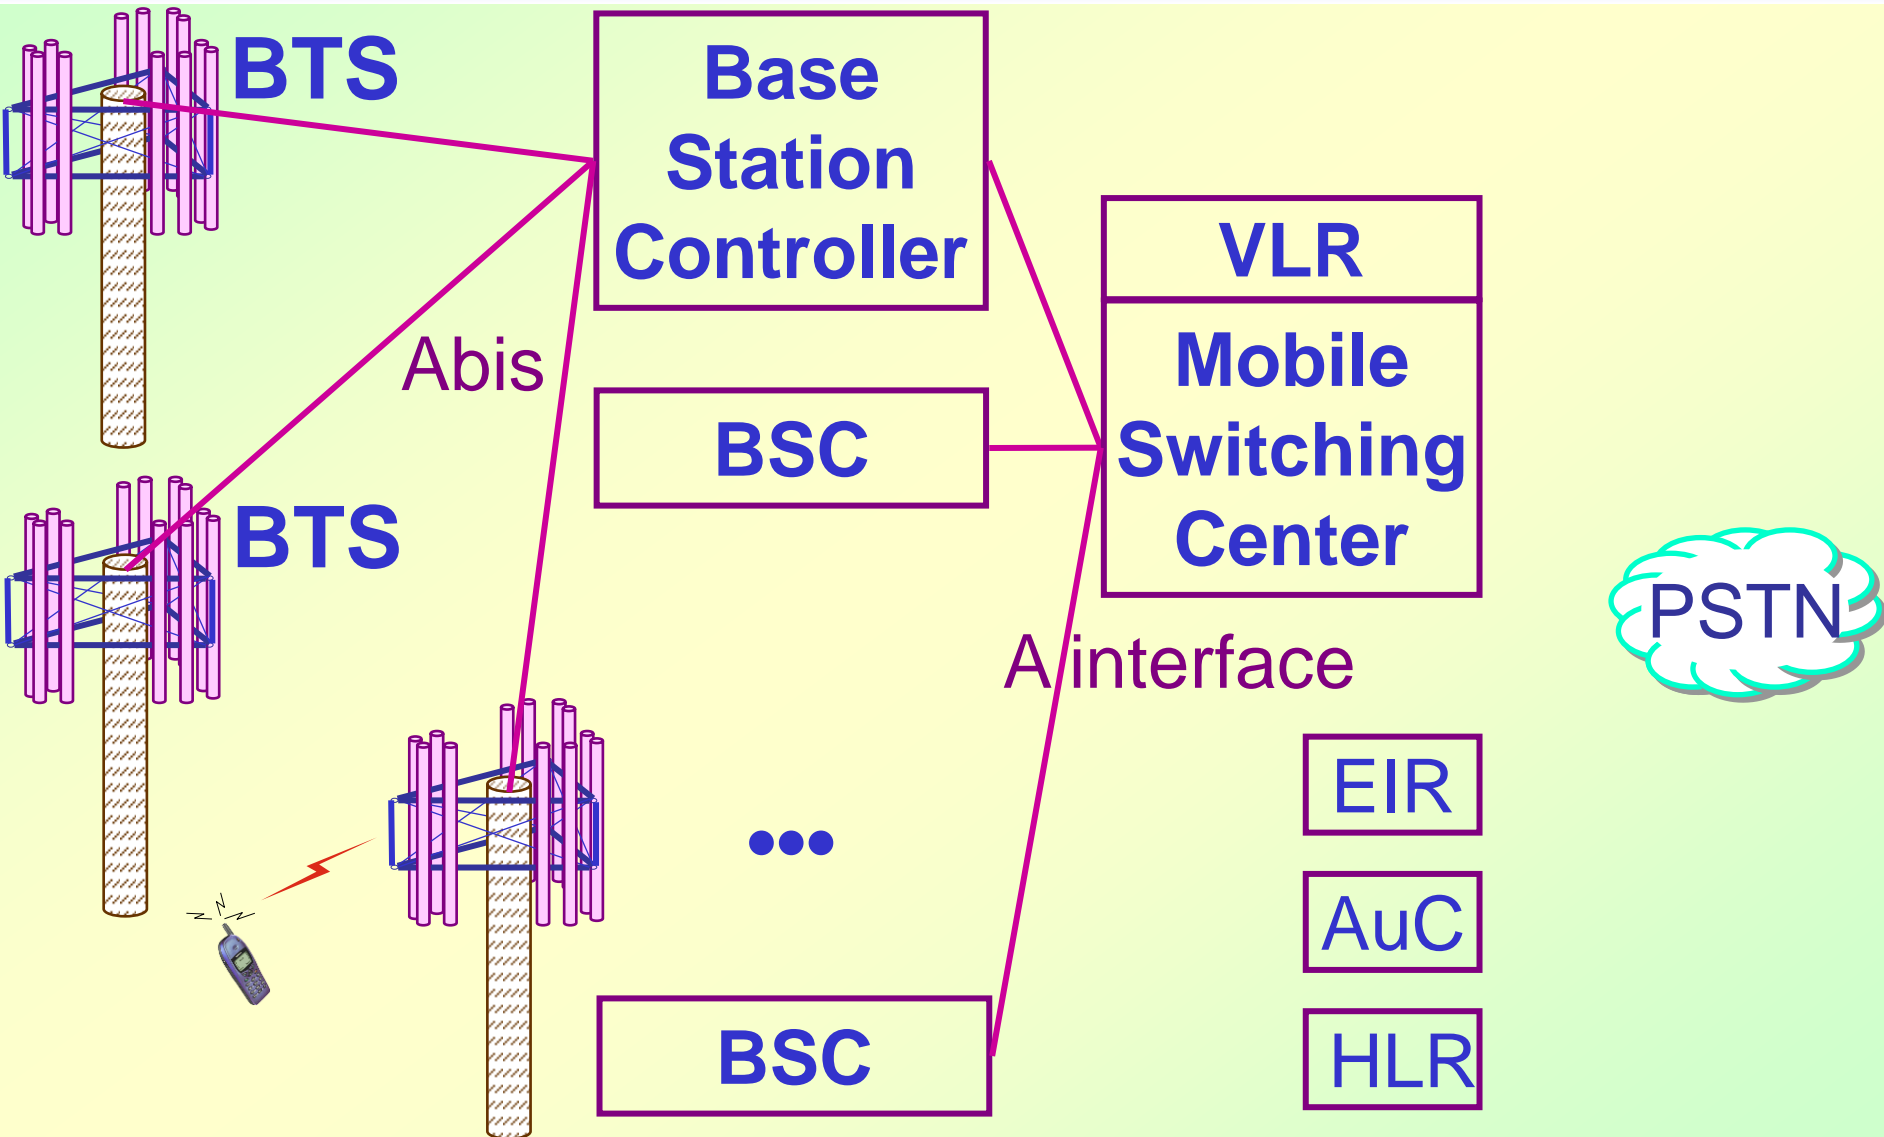 BTS
Base
Station
Controller
VLR
Mobile
Switching
Center
Abis
BSC
BTS
PSTN
A interface
EIR
•••
AuC
BSC
HLR